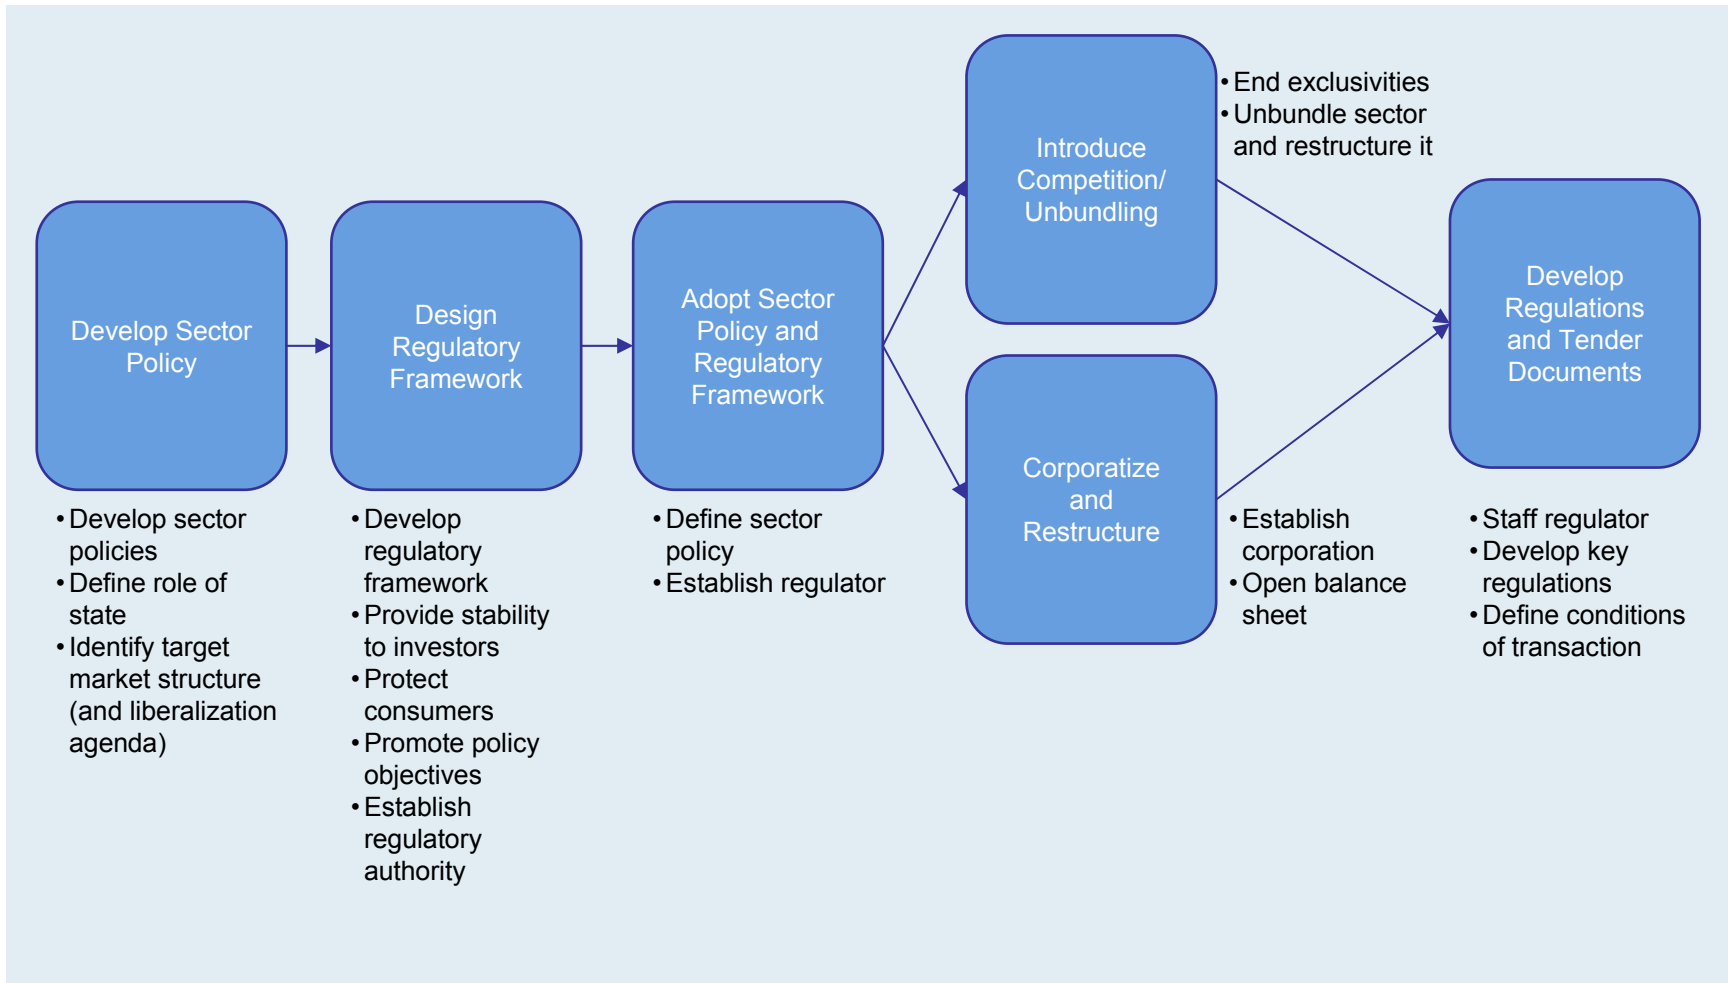 Develop Sector
Policy
• Develop sector
policies
• Define role of
state
• Identify target
market structure
(and liberalization
agenda)
Design
Regulatory
Framework
• Develop
regulatory
framework
• Provide stability
to investors
• Protect
consumers
• Promote policy
objectives
• Establish
regulatory
authority
Adopt Sector
Policy and
Regulatory
Framework
• Define sector
policy
• Establish regulator
Introduce
Competition/
Unbundling
• End exclusivities
• Unbundle sector
and restructure it
Corporatize
and
Restructure
• Establish
corporation
• Open balance
sheet
Develop
Regulations
and Tender
Documents
• Staff regulator
• Develop key
regulations
• Define conditions
of transaction